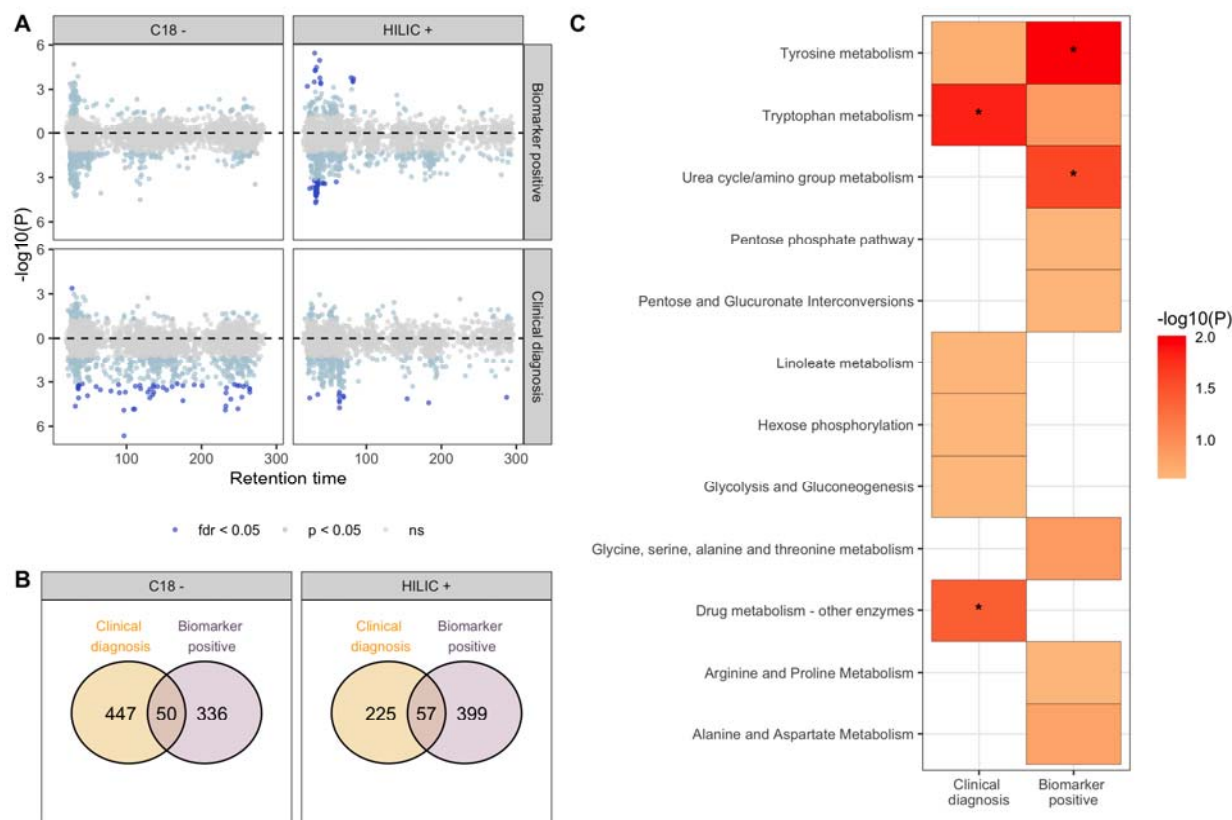 A
C18 -
HILIC +
6
3
0
3
6
Biomarker positive
6
3
0
3
6
Clinical diagnosis
-log10(P)
100
200
300
100
200
300
Retention time
fdr < 0.05
p < 0.05
ns
B
C18 -
HILIC +
Clinical
diagnosis
Biomarker
positive
447
50
336
Clinical
diagnosis
Biomarker
positive
225
57
399
C
Tyrosine metabolism
*
Tryptophan metabolism
*
Urea cycle/amino group metabolism
*
Pentose phosphate pathway
Pentose and Glucuronate Interconversions
Linoleate metabolism
Hexose phosphorylation
Glycolysis and Gluconeogenesis
Glycine, serine, alanine and threonine metabolism
Drug metabolism - other enzymes
*
Arginine and Proline Metabolism
Alanine and Aspartate Metabolism
Clinical
diagnosis
Biomarker
positive
-log10(P)
2.0
1.5
1.0